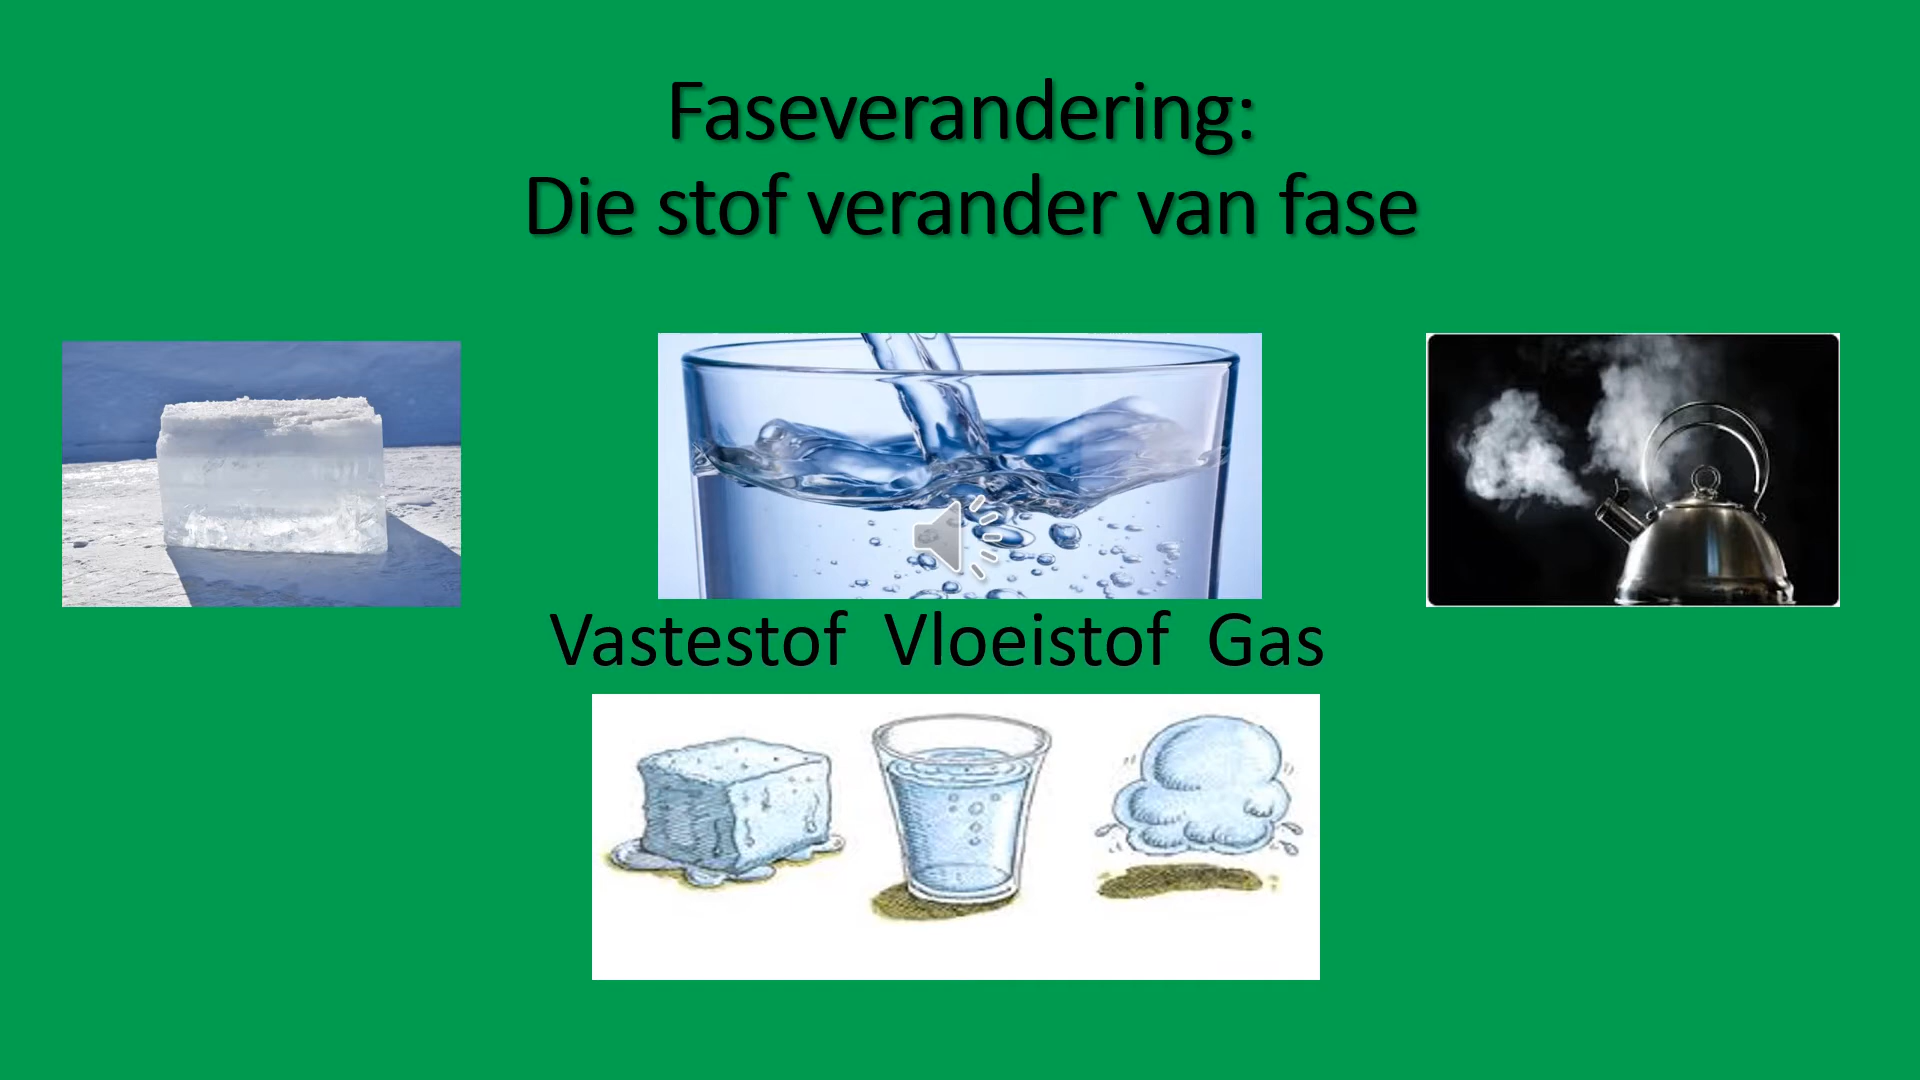 Faseverandering:
Die stof verander van fase
Vastestof Vloeistof Gas